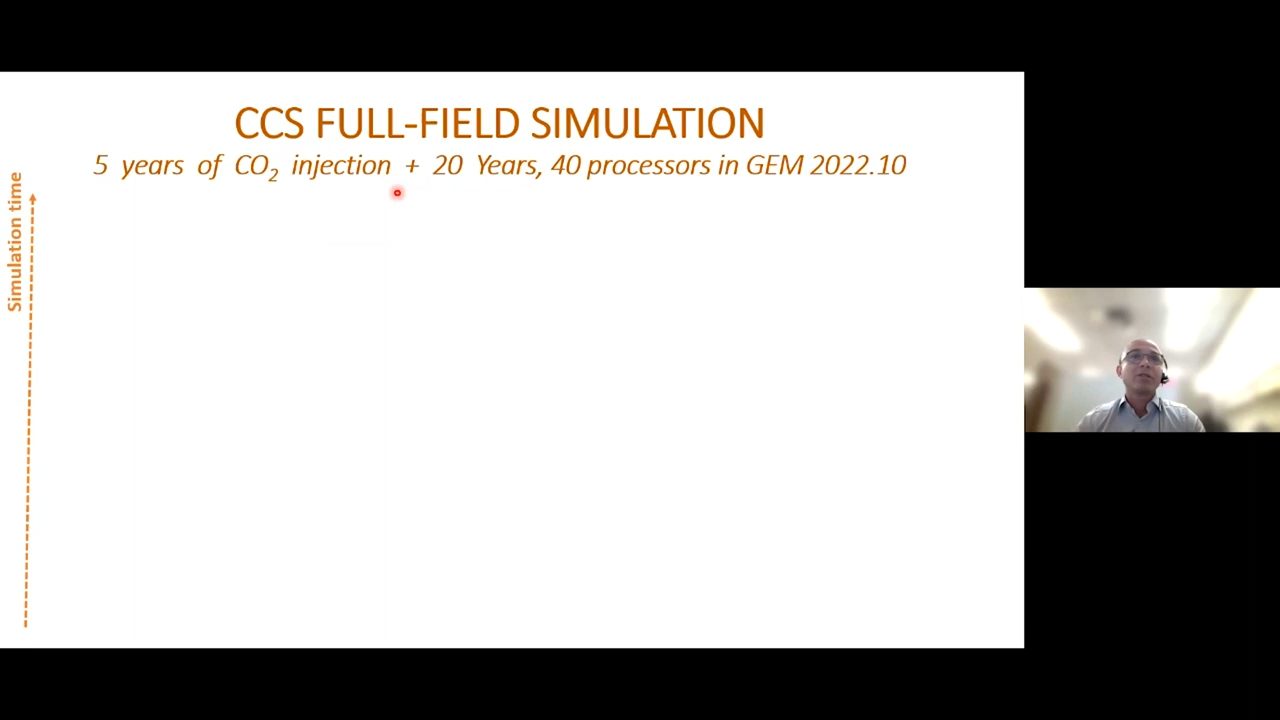 CCS FULL-FIELD SIMULATION
5 years of CO₂ injection + 20 Years, 40 processors in GEM 2022.10
Simulation time